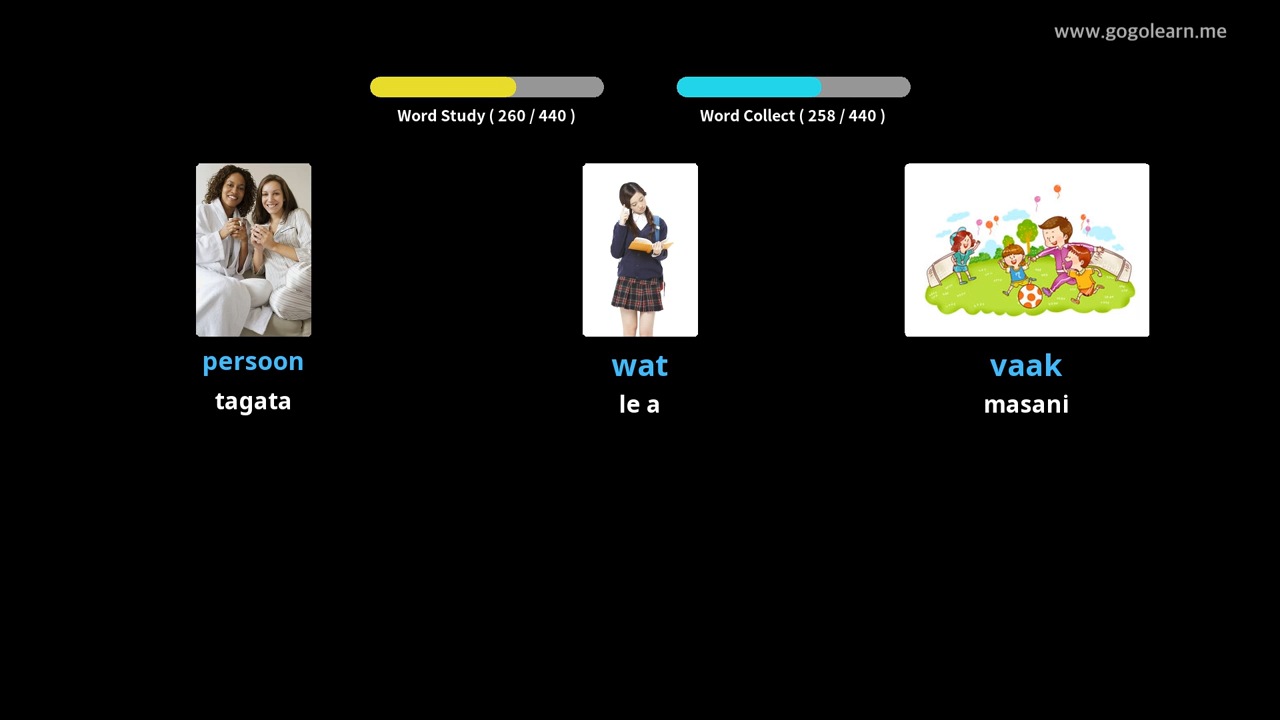 www.gogolearn.me
Word Study ( 260 / 440 )
Word Collect ( 258 / 440 )
persoon
wat
vaak
tagata
le a
masani